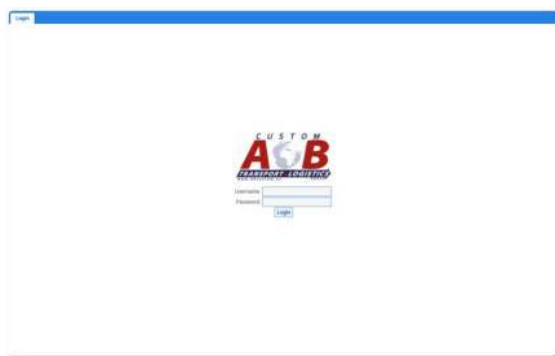 Login
CUSTOM
A B
TRANSPORT LOGISTICS
Username
Password
Login